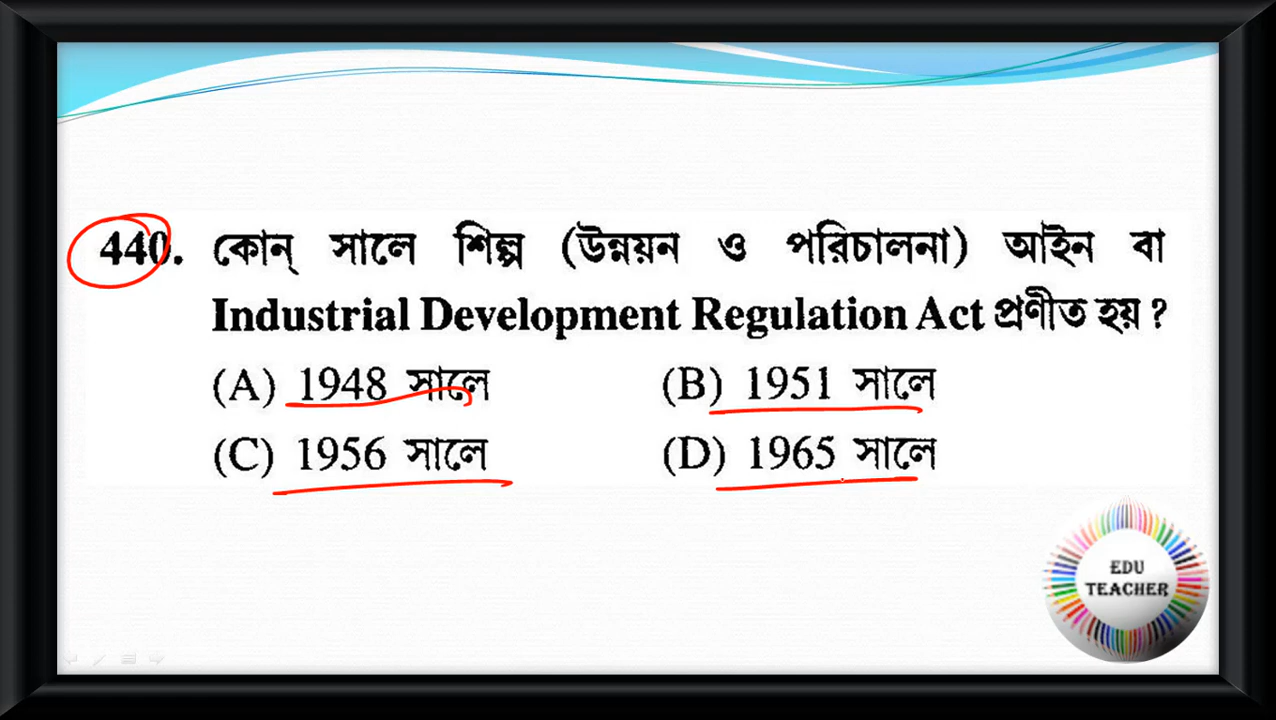 440. কোন্ সালে শিল্প (উন্নয়ন ও পরিচালনা) আইন বা
Industrial Development Regulation Act প্রণীত হয় ?
(A) 1948 সালে (B) 1951 সালে
(C) 1956 সালে (D) 1965 সালে
EDU
TEACHER